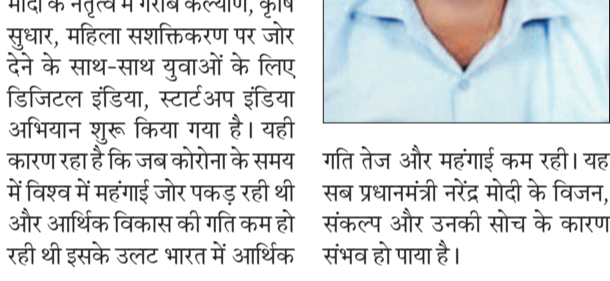 मोदी के नेतृत्व में गरीब कल्याण, कृषि
सुधार, महिला सशक्तिकरण पर जोर
देने के साथ-साथ युवाओं के लिए
डिजिटल इंडिया, स्टार्टअप इंडिया
अभियान शुरू किया गया है। यही
कारण रहा है कि जब कोरोना के समय
में विश्व में महंगाई जोर पकड़ रही थी
और आर्थिक विकास की गति कम हो
रही थी इसके उलट भारत में आर्थिक
गति तेज और महंगाई कम रही। यह
सब प्रधानमंत्री नरेंद्र मोदी के विजन,
संकल्प और उनकी सोच के कारण
संभव हो पाया है।